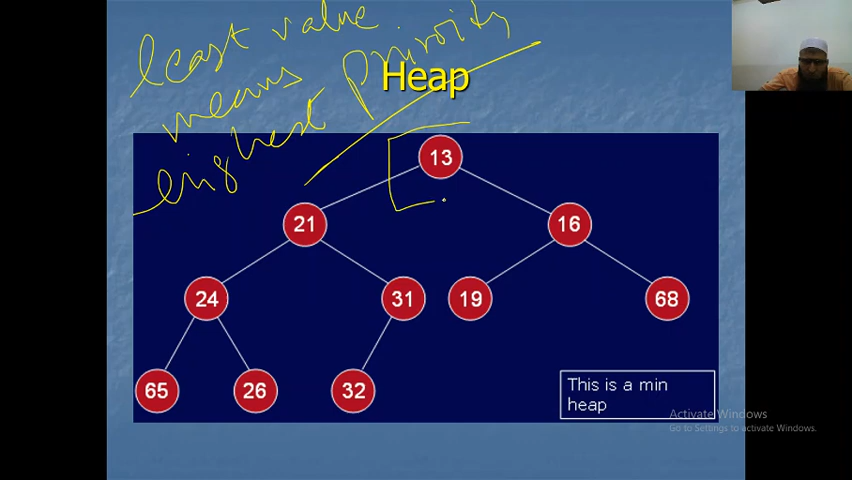 least value
means
highest Priority
Heap
13
21
16
24
31
19
68
65
26
32
This is a min
heap
Activate Windows
Go to Settings to activate Windows.